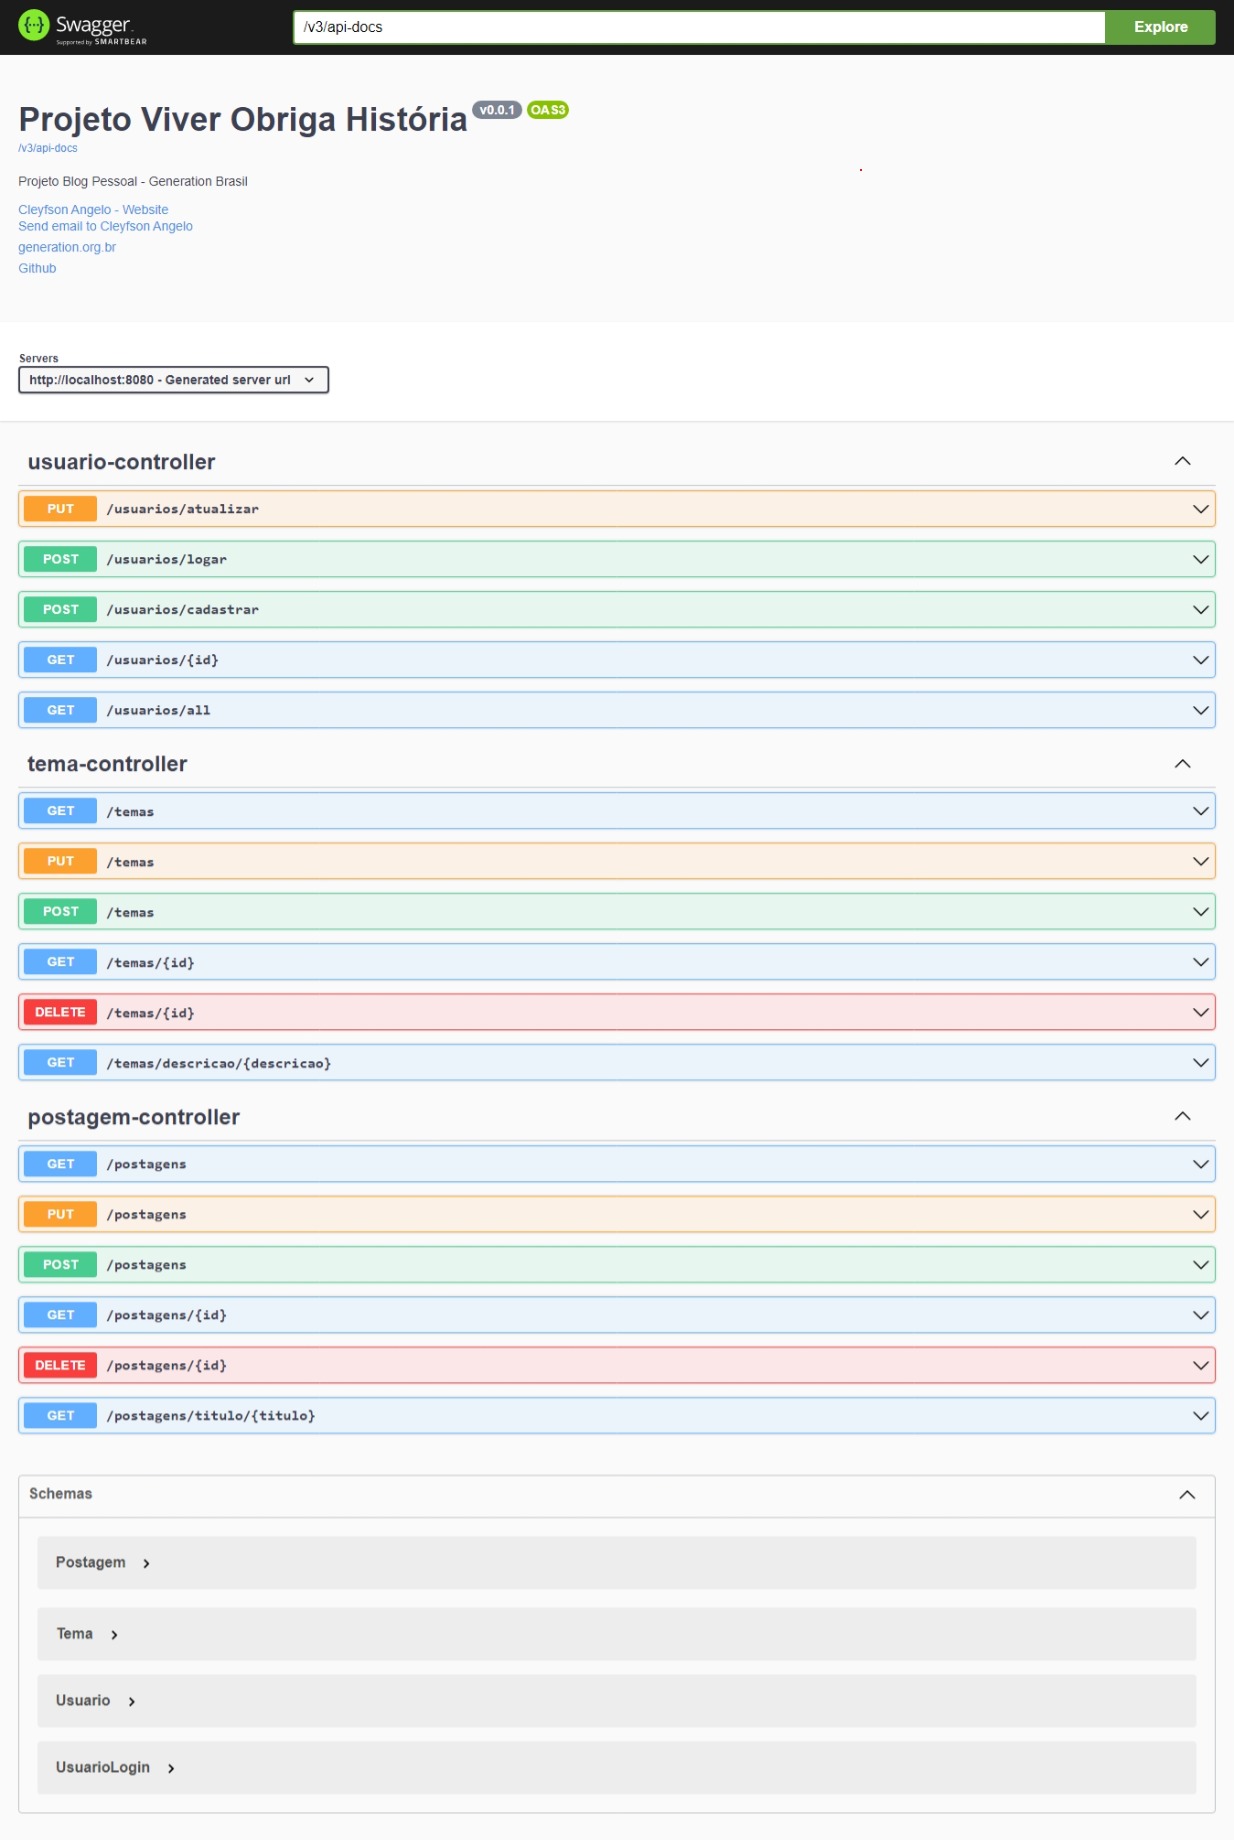 Swagger
Supported by SMARTBEAR
/v3/api-docs
Explore
Projeto Viver Obriga História v0.0.1 OAS3
/v3/api-docs
Projeto Blog Pessoal - Generation Brasil
Cleyfson Angelo - Website
Send email to Cleyfson Angelo
generation.org.br
Github
Servers
http://localhost:8080 - Generated server url
usuario-controller
PUT /usuarios/atualizar
POST /usuarios/logar
POST /usuarios/cadastrar
GET /usuarios/{id}
GET /usuarios/all
tema-controller
GET /temas
PUT /temas
POST /temas
GET /temas/{id}
DELETE /temas/{id}
GET /temas/descricao/{descricao}
postagem-controller
GET /postagens
PUT /postagens
POST /postagens
GET /postagens/{id}
DELETE /postagens/{id}
GET /postagens/titulo/{titulo}
Schemas
Postagem
Tema
Usuario
UsuarioLogin